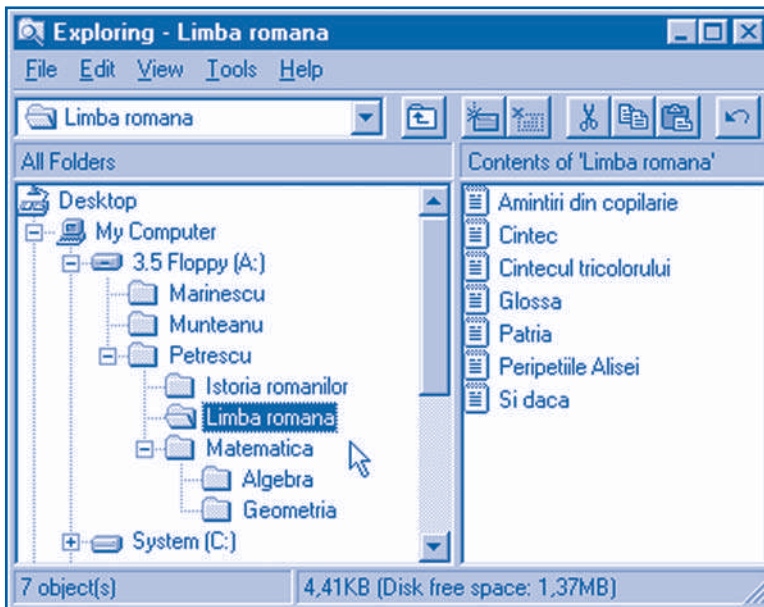 Exploring - Limba romana
File Edit View Tools Help
Limba romana
All Folders
Contents of 'Limba romana'
Desktop
My Computer
3.5 Floppy (A:)
Marinescu
Munteanu
Petrescu
Istoria romanilor
Limba romana
Matematica
Algebra
Geometria
System (C:)
Amintiri din copilarie
Cintec
Cintecul tricolorului
Glossa
Patria
Peripetiile Alisei
Si daca
7 object(s)
4,41KB (Disk free space: 1,37MB)